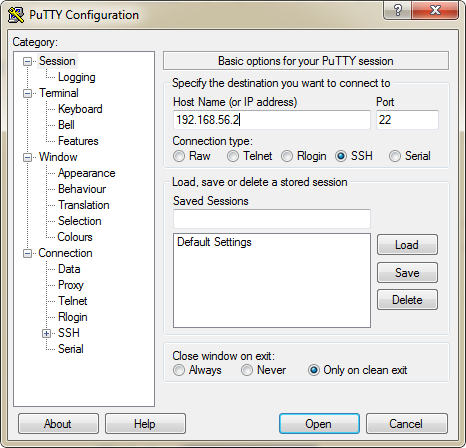 PuTTY Configuration
Category:
Session
Logging
Terminal
Keyboard
Bell
Features
Window
Appearance
Behaviour
Translation
Selection
Colours
Connection
Data
Proxy
Telnet
Rlogin
SSH
Serial
Basic options for your PuTTY session
Specify the destination you want to connect to
Host Name (or IP address) Port
192.168.56.2 22
Connection type:
Raw Telnet Rlogin SSH Serial
Load, save or delete a stored session
Saved Sessions
Default Settings
Load
Save
Delete
Close window on exit:
Always Never Only on clean exit
About Help Open Cancel